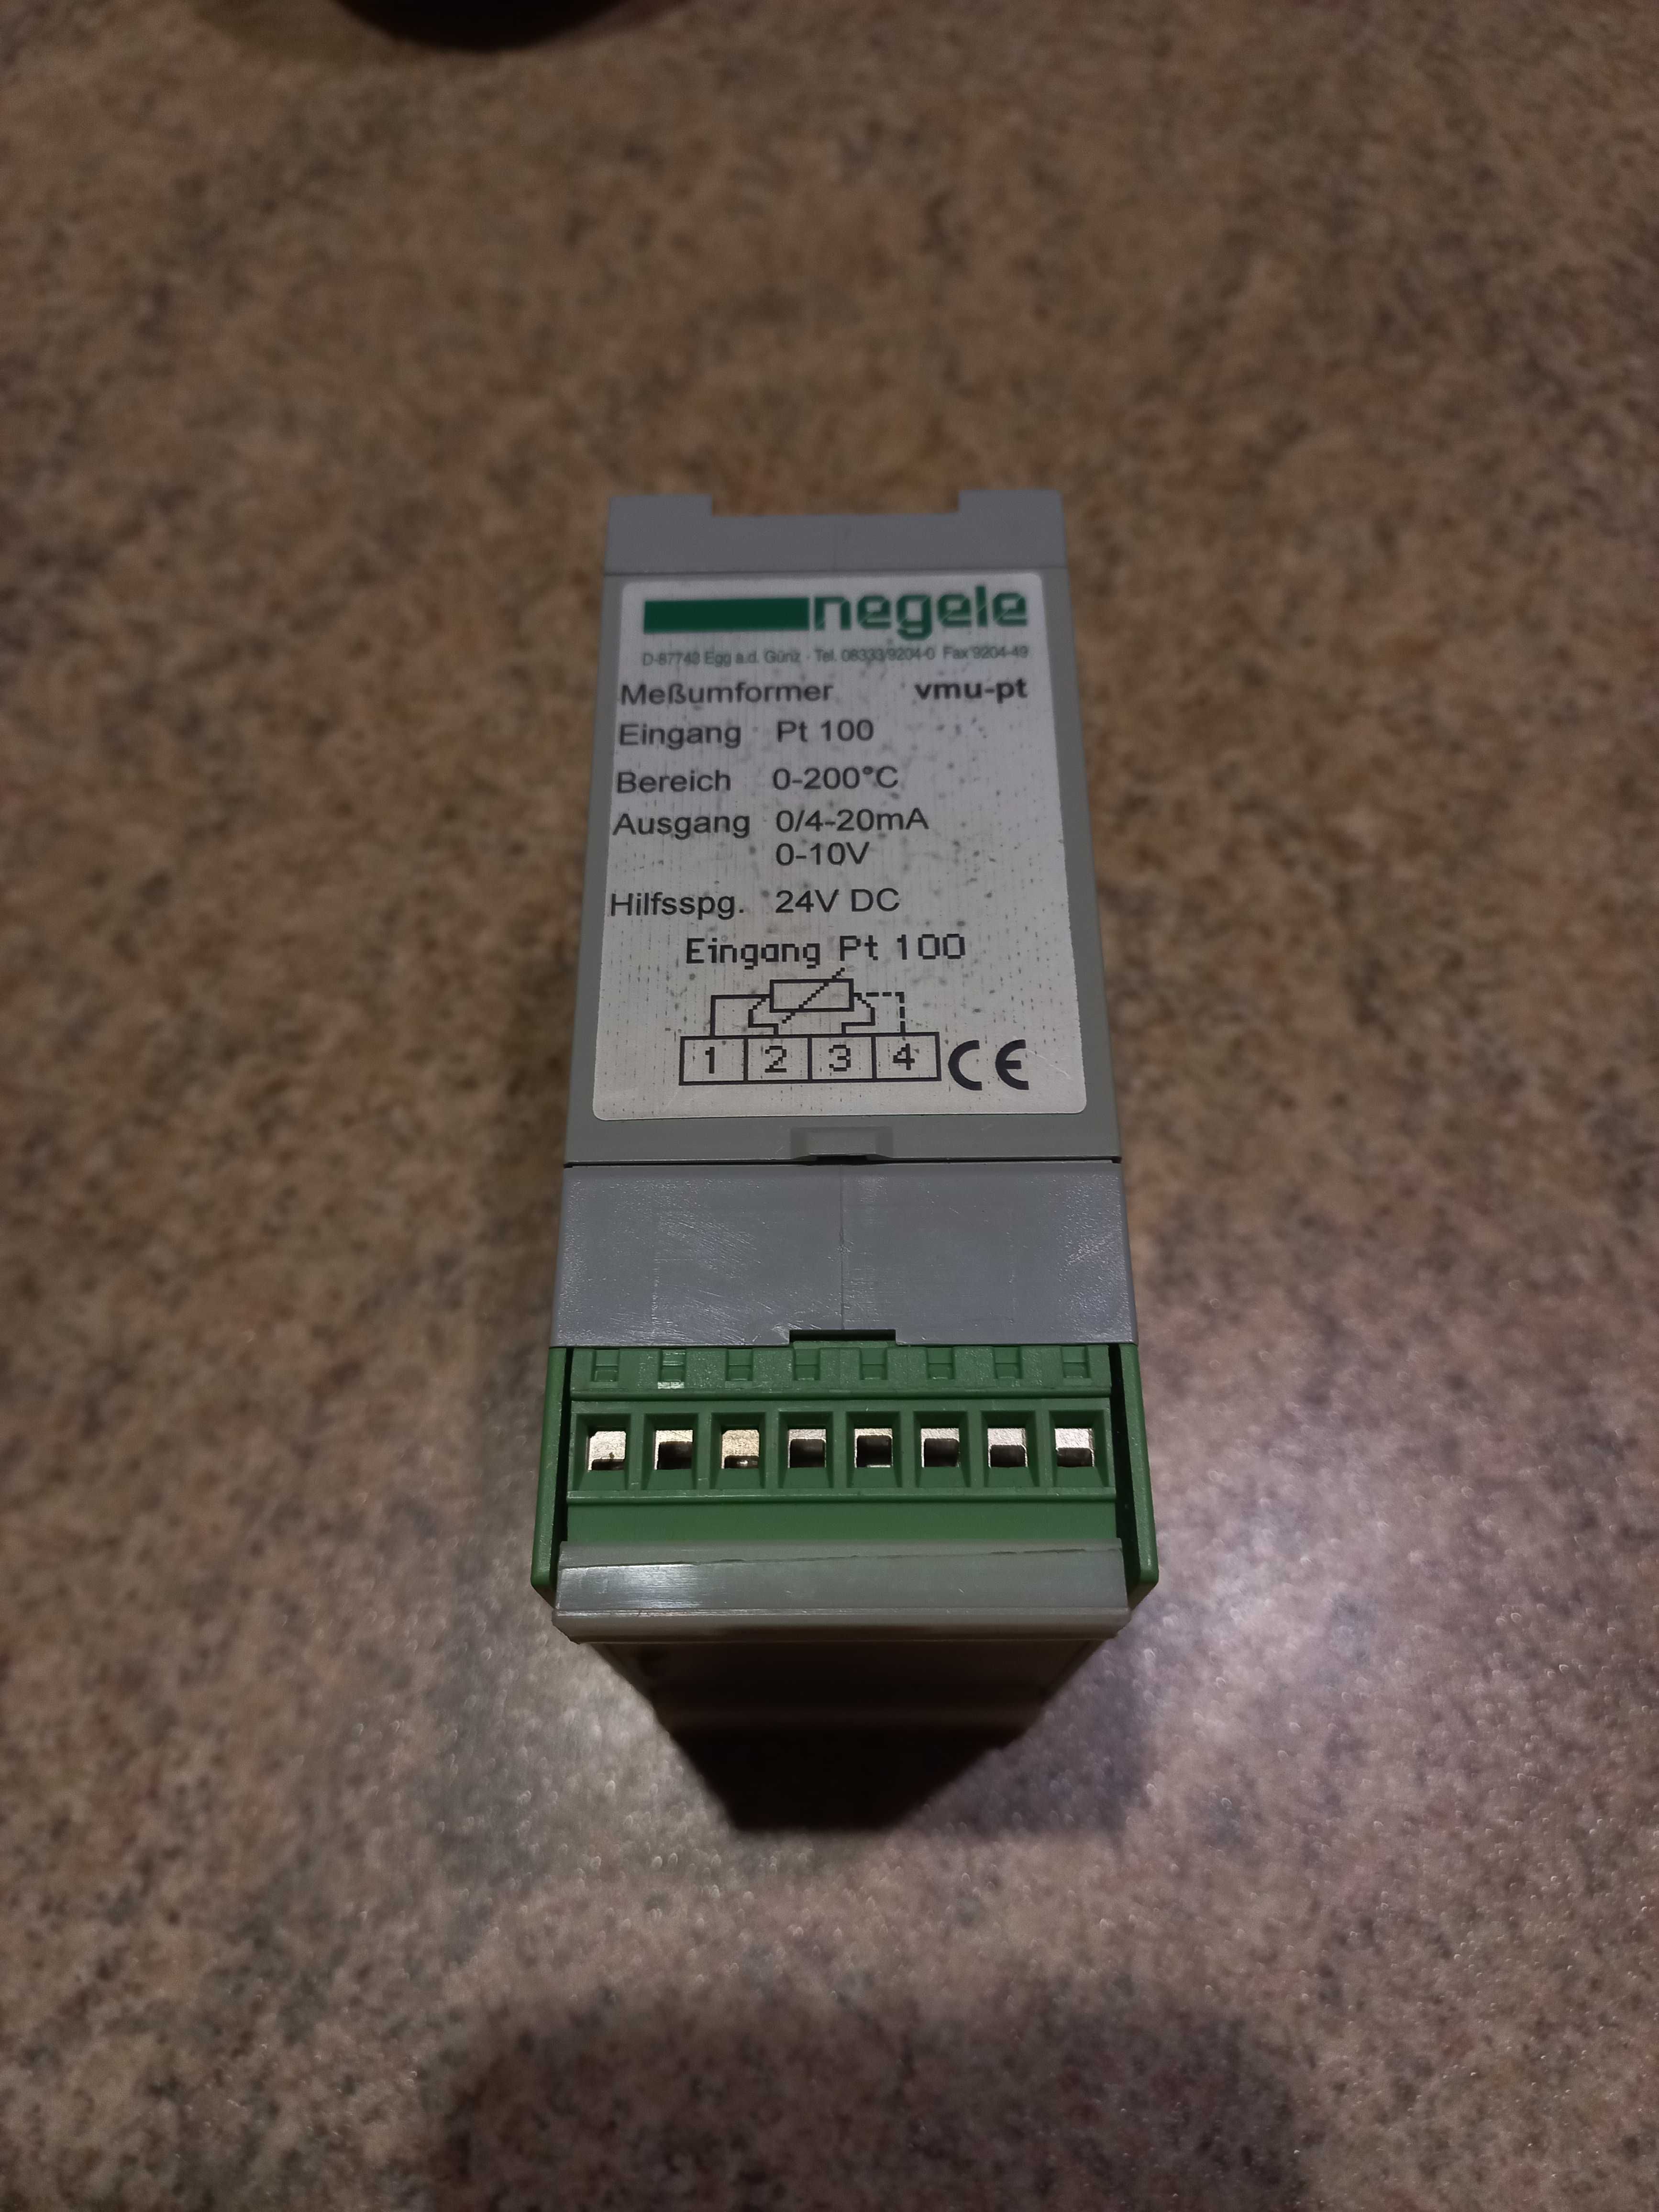 negele
D-87743 Egg a.d. Günz · Tel. 08333/9204-0 Fax 9204-49
Meßumformer vmu-pt
Eingang Pt 100
Bereich 0-200°C
Ausgang 0/4-20mA
0-10V
Hilfsspg. 24V DC
Eingang Pt 100
1 2 3 4 CE